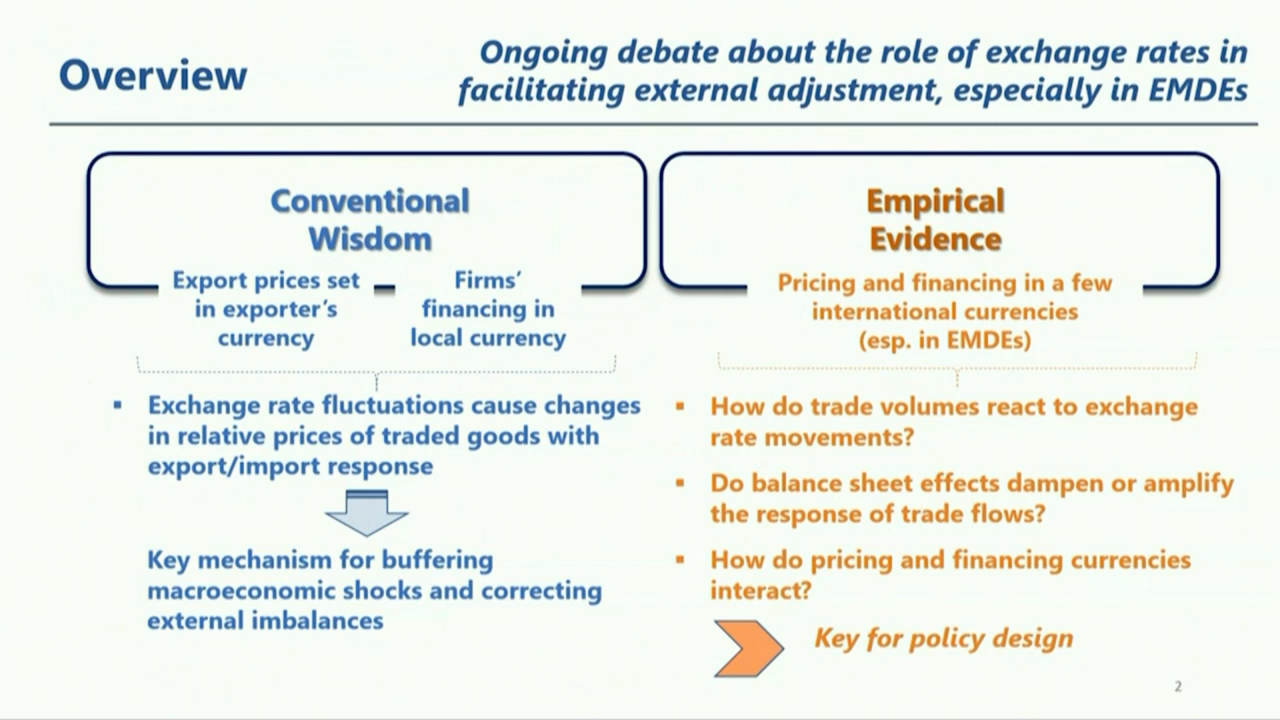 Overview
Ongoing debate about the role of exchange rates in
facilitating external adjustment, especially in EMDEs
Conventional
Wisdom
Export prices set
in exporter's
currency
Firms'
financing in
local currency
▪ Exchange rate fluctuations cause changes
in relative prices of traded goods with
export/import response
Key mechanism for buffering
macroeconomic shocks and correcting
external imbalances
Empirical
Evidence
Pricing and financing in a few
international currencies
(esp. in EMDEs)
▪ How do trade volumes react to exchange
rate movements?
▪ Do balance sheet effects dampen or amplify
the response of trade flows?
▪ How do pricing and financing currencies
interact?
Key for policy design
2